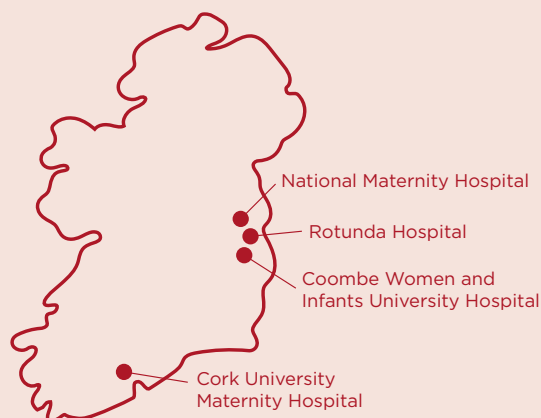 National Maternity Hospital
Rotunda Hospital
Coombe Women and
Infants University Hospital
Cork University
Maternity Hospital